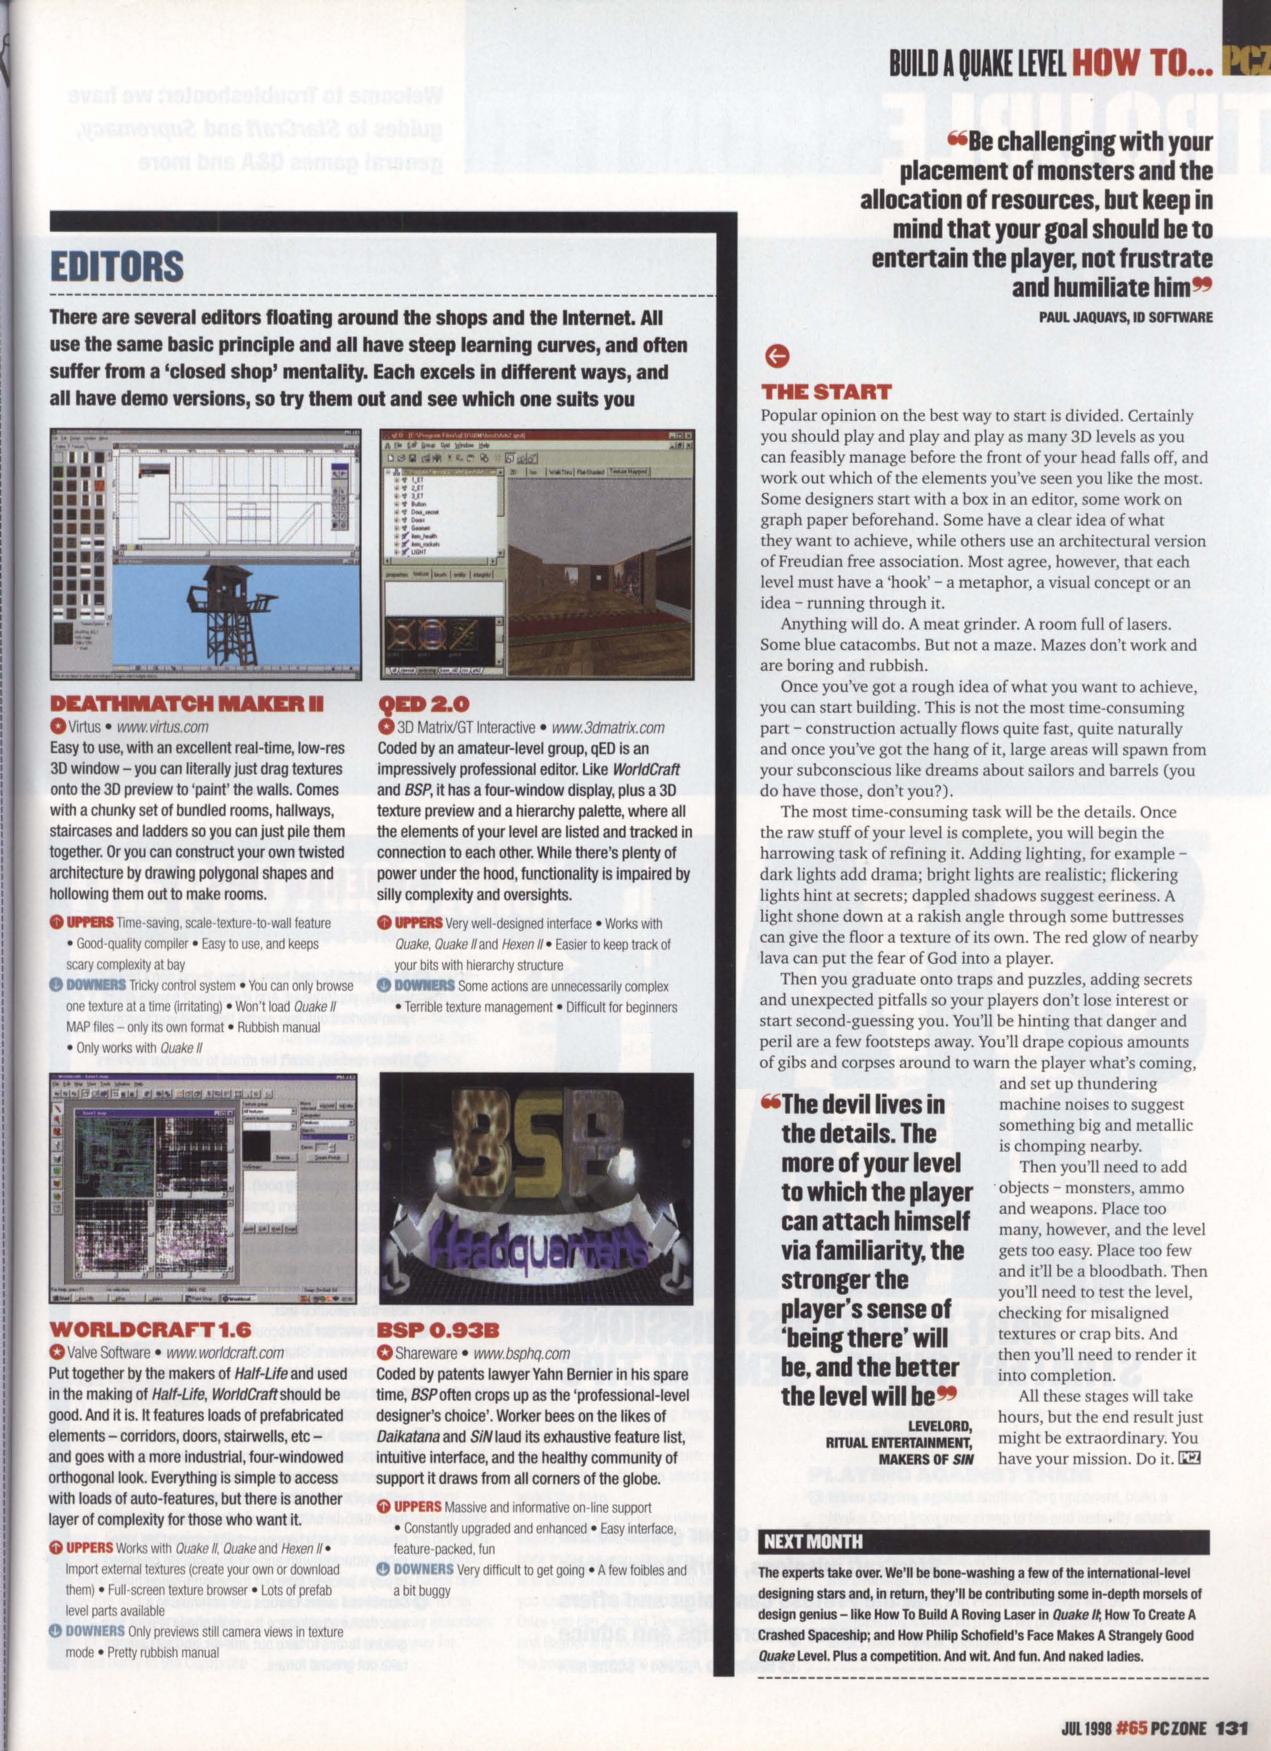 BUILD A QUAKE LEVEL HOW TO...
PCZ
“Be challenging with your
placement of monsters and the
allocation of resources, but keep in
mind that your goal should be to
entertain the player, not frustrate
and humiliate him”
PAUL JAQUAYS, ID SOFTWARE
EDITORS
There are several editors floating around the shops and the Internet. All
use the same basic principle and all have steep learning curves, and often
suffer from a ‘closed shop’ mentality. Each excels in different ways, and
all have demo versions, so try them out and see which one suits you
DEATHMATCH MAKER II
Virtus • www.virtus.com
Easy to use, with an excellent real-time, low-res
3D window – you can literally just drag textures
onto the 3D preview to ‘paint’ the walls. Comes
with a chunky set of bundled rooms, hallways,
staircases and ladders so you can just pile them
together. Or you can construct your own twisted
architecture by drawing polygonal shapes and
hollowing them out to make rooms.
UPPERS Time-saving, scale-texture-to-wall feature
• Good-quality compiler • Easy to use, and keeps
scary complexity at bay
DOWNERS Tricky control system • You can only browse
one texture at a time (irritating) • Won't load Quake II
MAP files – only its own format • Rubbish manual
• Only works with Quake II
QED 2.0
3D Matrix/GT Interactive • www.3dmatrix.com
Coded by an amateur-level group, qED is an
impressively professional editor. Like WorldCraft
and BSP, it has a four-window display, plus a 3D
texture preview and a hierarchy palette, where all
the elements of your level are listed and tracked in
connection to each other. While there's plenty of
power under the hood, functionality is impaired by
silly complexity and oversights.
UPPERS Very well-designed interface • Works with
Quake, Quake II and Hexen II • Easier to keep track of
your bits with hierarchy structure
DOWNERS Some actions are unnecessarily complex
• Terrible texture management • Difficult for beginners
WORLDCRAFT 1.6
Valve Software • www.worldcraft.com
Put together by the makers of Half-Life and used
in the making of Half-Life, WorldCraft should be
good. And it is. It features loads of prefabricated
elements – corridors, doors, stairwells, etc –
and goes with a more industrial, four-windowed
orthogonal look. Everything is simple to access
with loads of auto-features, but there is another
layer of complexity for those who want it.
UPPERS Works with Quake II, Quake and Hexen II •
Import external textures (create your own or download
them) • Full-screen texture browser • Lots of prefab
level parts available
DOWNERS Only previews still camera views in texture
mode • Pretty rubbish manual
BSP
Headquarters
BSP 0.93B
Shareware • www.bsphq.com
Coded by patents lawyer Yahn Bernier in his spare
time, BSP often crops up as the ‘professional-level
designer's choice’. Worker bees on the likes of
Daikatana and SiN laud its exhaustive feature list,
intuitive interface, and the healthy community of
support it draws from all corners of the globe.
UPPERS Massive and informative on-line support
• Constantly upgraded and enhanced • Easy interface,
feature-packed, fun
DOWNERS Very difficult to get going • A few foibles and
a bit buggy
THE START
Popular opinion on the best way to start is divided. Certainly
you should play and play and play as many 3D levels as you
can feasibly manage before the front of your head falls off, and
work out which of the elements you've seen you like the most.
Some designers start with a box in an editor, some work on
graph paper beforehand. Some have a clear idea of what
they want to achieve, while others use an architectural version
of Freudian free association. Most agree, however, that each
level must have a ‘hook’ – a metaphor, a visual concept or an
idea – running through it.
Anything will do. A meat grinder. A room full of lasers.
Some blue catacombs. But not a maze. Mazes don't work and
are boring and rubbish.
Once you've got a rough idea of what you want to achieve,
you can start building. This is not the most time-consuming
part – construction actually flows quite fast, quite naturally
and once you've got the hang of it, large areas will spawn from
your subconscious like dreams about sailors and barrels (you
do have those, don't you?).
The most time-consuming task will be the details. Once
the raw stuff of your level is complete, you will begin the
harrowing task of refining it. Adding lighting, for example –
dark lights add drama; bright lights are realistic; flickering
lights hint at secrets; dappled shadows suggest eeriness. A
light shone down at a rakish angle through some buttresses
can give the floor a texture of its own. The red glow of nearby
lava can put the fear of God into a player.
Then you graduate onto traps and puzzles, adding secrets
and unexpected pitfalls so your players don't lose interest or
start second-guessing you. You'll be hinting that danger and
peril are a few footsteps away. You'll drape copious amounts
of gibs and corpses around to warn the player what's coming,
and set up thundering
machine noises to suggest
something big and metallic
is chomping nearby.
Then you'll need to add
objects – monsters, ammo
and weapons. Place too
many, however, and the level
gets too easy. Place too few
and it'll be a bloodbath. Then
you'll need to test the level,
checking for misaligned
textures or crap bits. And
then you'll need to render it
into completion.
All these stages will take
hours, but the end result just
might be extraordinary. You
have your mission. Do it. PCZ
“The devil lives in
the details. The
more of your level
to which the player
can attach himself
via familiarity, the
stronger the
player's sense of
‘being there’ will
be, and the better
the level will be”
LEVELORD,
RITUAL ENTERTAINMENT,
MAKERS OF SIN
NEXT MONTH
The experts take over. We'll be bone-washing a few of the international-level
designing stars and, in return, they'll be contributing some in-depth morsels of
design genius – like How To Build A Roving Laser in Quake II; How To Create A
Crashed Spaceship; and How Philip Schofield's Face Makes A Strangely Good
Quake Level. Plus a competition. And wit. And fun. And naked ladies.
JUL 1998 #65 PC ZONE 131